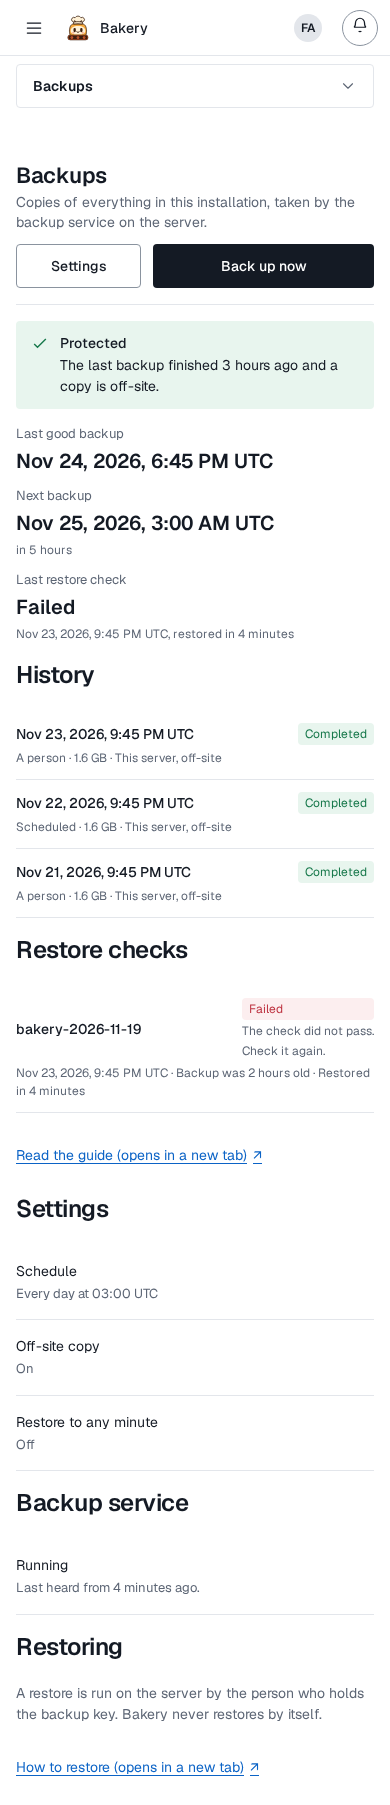 Bakery
FA
Backups
Backups
Copies of everything in this installation, taken by the
backup service on the server.
Settings
Back up now
Protected
The last backup finished 3 hours ago and a
copy is off-site.
Last good backup
Nov 24, 2026, 6:45 PM UTC
Next backup
Nov 25, 2026, 3:00 AM UTC
in 5 hours
Last restore check
Failed
Nov 23, 2026, 9:45 PM UTC, restored in 4 minutes
History
Nov 23, 2026, 9:45 PM UTC
Completed
A person · 1.6 GB · This server, off-site
Nov 22, 2026, 9:45 PM UTC
Completed
Scheduled · 1.6 GB · This server, off-site
Nov 21, 2026, 9:45 PM UTC
Completed
A person · 1.6 GB · This server, off-site
Restore checks
bakery-2026-11-19
Failed
The check did not pass.
Check it again.
Nov 23, 2026, 9:45 PM UTC · Backup was 2 hours old · Restored
in 4 minutes
Read the guide (opens in a new tab)
Settings
Schedule
Every day at 03:00 UTC
Off-site copy
On
Restore to any minute
Off
Backup service
Running
Last heard from 4 minutes ago.
Restoring
A restore is run on the server by the person who holds
the backup key. Bakery never restores by itself.
How to restore (opens in a new tab)